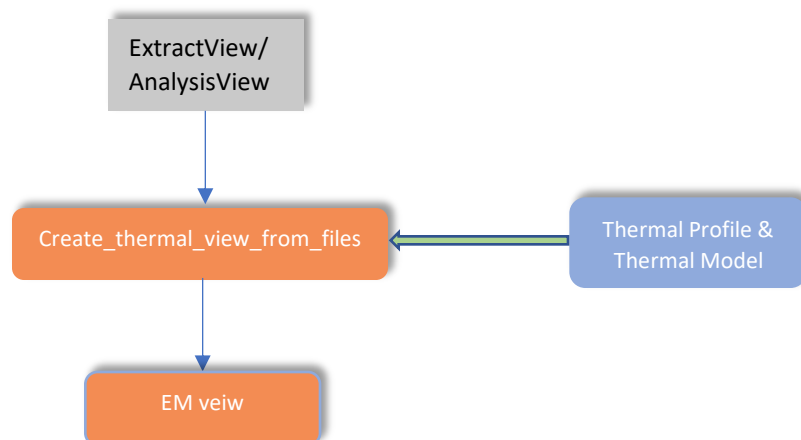 ExtractView/
AnalysisView
Create_thermal_view_from_files
Thermal Profile &
Thermal Model
EM veiw